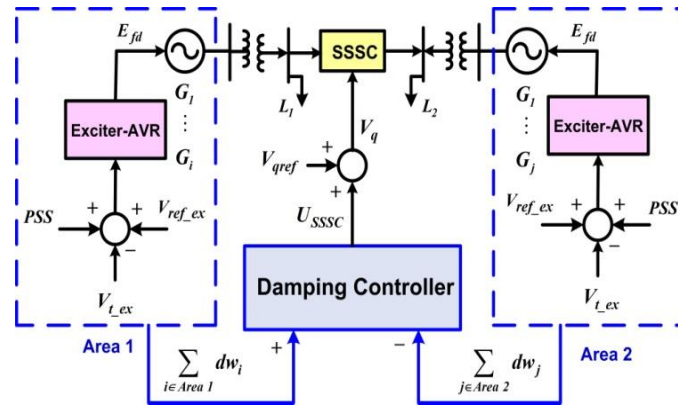 E_fd
SSSC
E_fd
G_1
⋮
G_i
L_1
L_2
G_1
⋮
G_j
Exciter-AVR
Exciter-AVR
V_q
V_qref
+
+
U_SSSC
PSS
+
+
−
V_ref_ex
V_t_ex
V_ref_ex
+
+
−
PSS
V_t_ex
Damping Controller
Area 1
Area 2
∑ dw_i
i∈Area 1
+
−
∑ dw_j
j∈Area 2